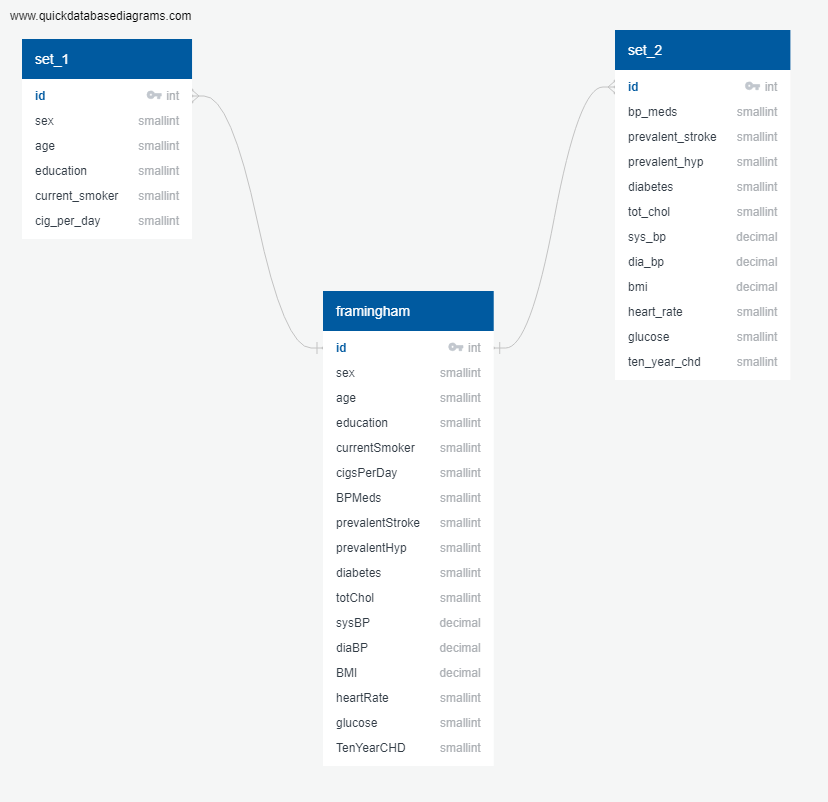 www.quickdatabasediagrams.com
set_1
id int
sex smallint
age smallint
education smallint
current_smoker smallint
cig_per_day smallint
set_2
id int
bp_meds smallint
prevalent_stroke smallint
prevalent_hyp smallint
diabetes smallint
tot_chol smallint
sys_bp decimal
dia_bp decimal
bmi decimal
heart_rate smallint
glucose smallint
ten_year_chd smallint
framingham
id int
sex smallint
age smallint
education smallint
currentSmoker smallint
cigsPerDay smallint
BPMeds smallint
prevalentStroke smallint
prevalentHyp smallint
diabetes smallint
totChol smallint
sysBP decimal
diaBP decimal
BMI decimal
heartRate smallint
glucose smallint
TenYearCHD smallint